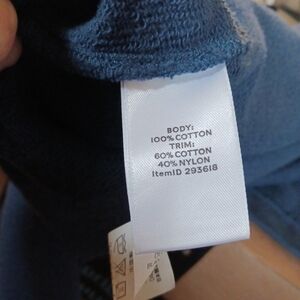 BODY:
100% COTTON
TRIM:
60% COTTON
40% NYLON
ItemID 293618